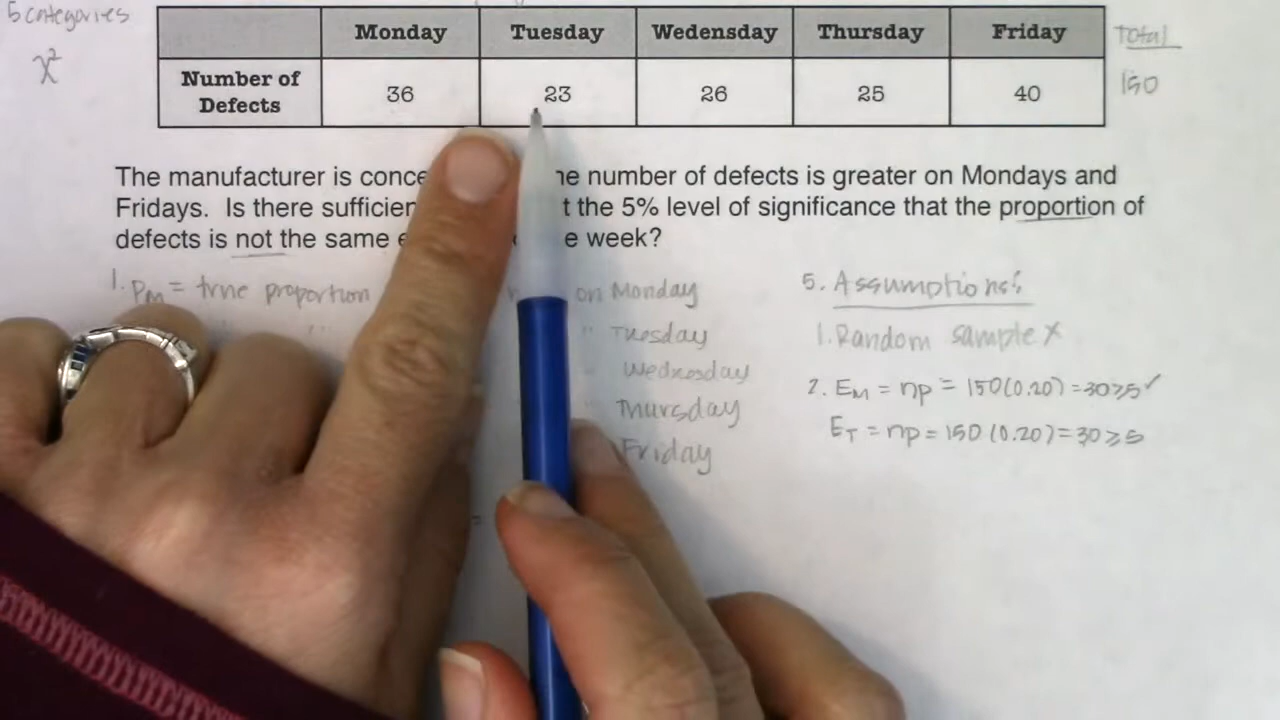 5 categories
χ²
Monday Tuesday Wedensday Thursday Friday Total
Number of Defects 36 23 26 25 40 150
The manufacturer is conce he number of defects is greater on Mondays and
Fridays. Is there sufficien t the 5% level of significance that the proportion of
defects is not the same e e week?
1. PM = true proportion on Monday
" Tuesday
Wednesday
Thursday
Friday
=
5. Assumptions:
1. Random sample x
2. EM = np = 150(0.20) = 30≥5 ✓
ET = np = 150(0.20) = 30≥5